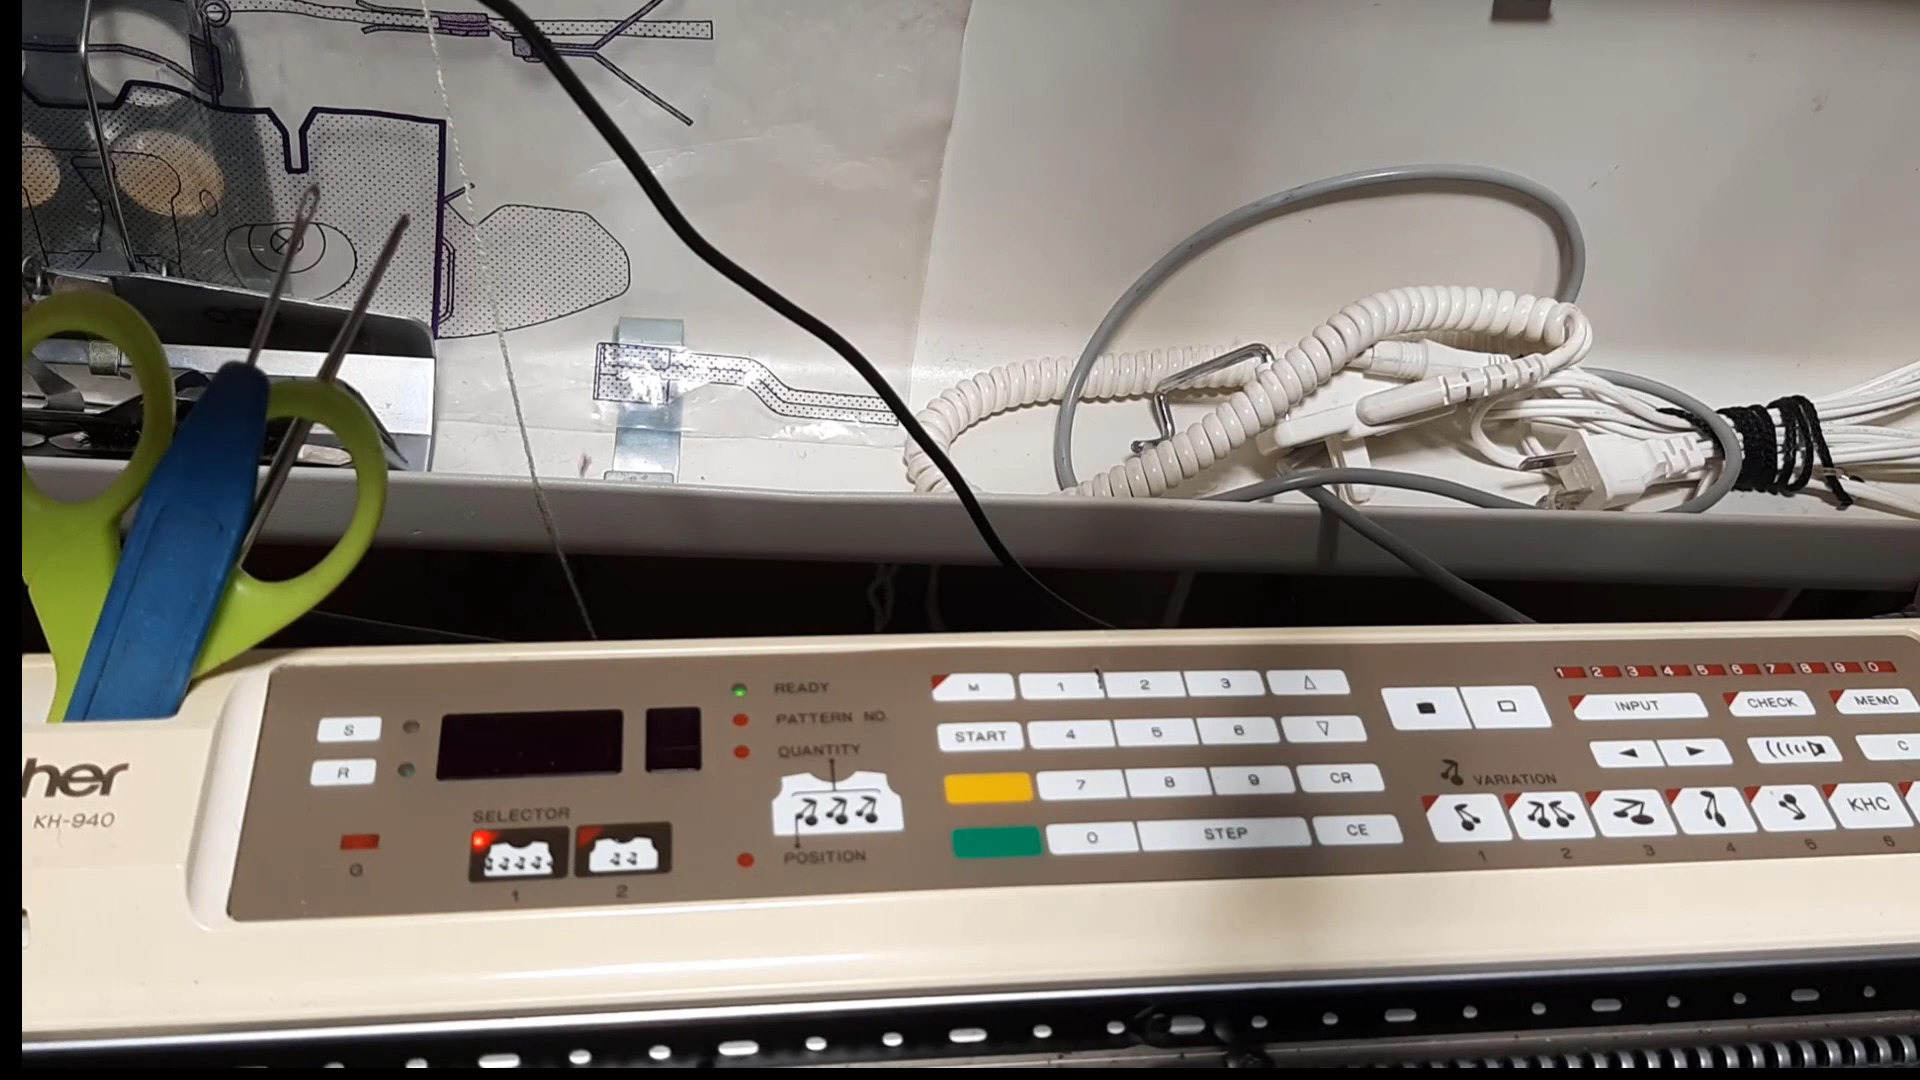 her
KH-940
S
R
G
SELECTOR
1
2
READY
PATTERN NO.
QUANTITY
POSITION
M 1 2 3 △
START 4 5 6 ▽
7 8 9 CR
0 STEP CE
■ □
1 2 3 4 5 6 7 8 9 0
INPUT CHECK MEMO
◀ ▶ C
VARIATION
KHC
1 2 3 4 5 6